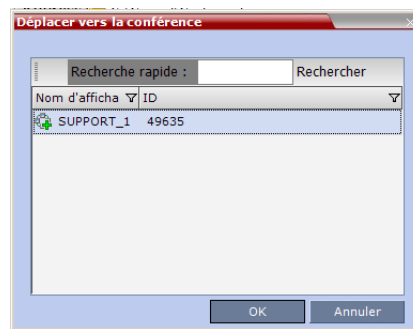 Déplacer vers la conférence
Recherche rapide : Rechercher
Nom d'afficha ID
SUPPORT_1 49635
OK Annuler